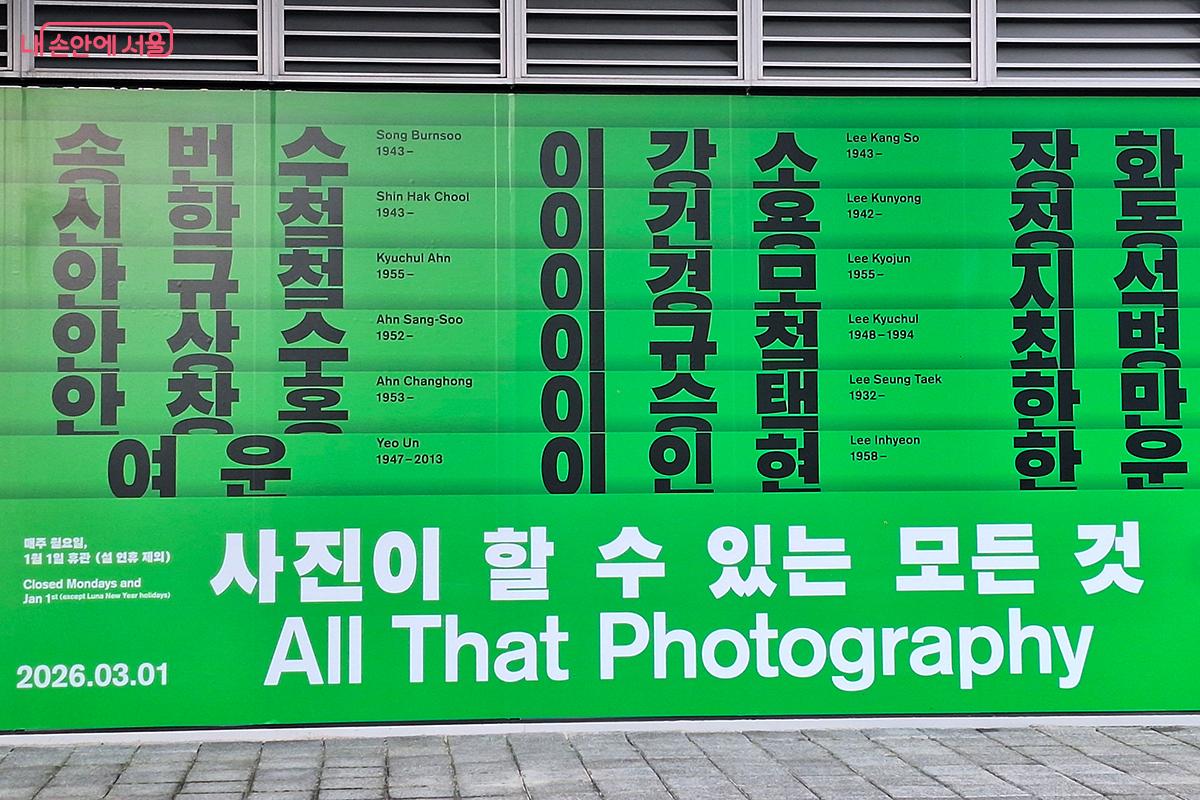 내 손안에 서울
송번수
Song Burnsoo
1943–
신학철
Shin Hak Chool
1943–
안규철
Kyuchul Ahn
1955–
안상수
Ahn Sang-Soo
1952–
안창홍
Ahn Changhong
1953–
여운
Yeo Un
1947–2013
이강소
Lee Kang So
1943–
이건용
Lee Kunyong
1942–
이
Lee Kyojun
1955–
이규철
Lee Kyuchul
1948–1994
이승택
Lee Seung Taek
1932–
이인현
Lee Inhyeon
1958–
장화
정동
지석
최병
한만
한운
매주 월요일,
1월 1일 휴관 (설 연휴 제외)
Closed Mondays and
Jan 1st (except Luna New Year holidays)
2026.03.01
사진이 할 수 있는 모든 것
All That Photography